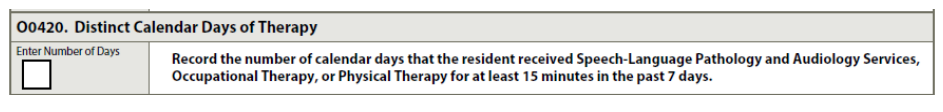 O0420. Distinct Calendar Days of Therapy
Enter Number of Days
Record the number of calendar days that the resident received Speech-Language Pathology and Audiology Services,
Occupational Therapy, or Physical Therapy for at least 15 minutes in the past 7 days.